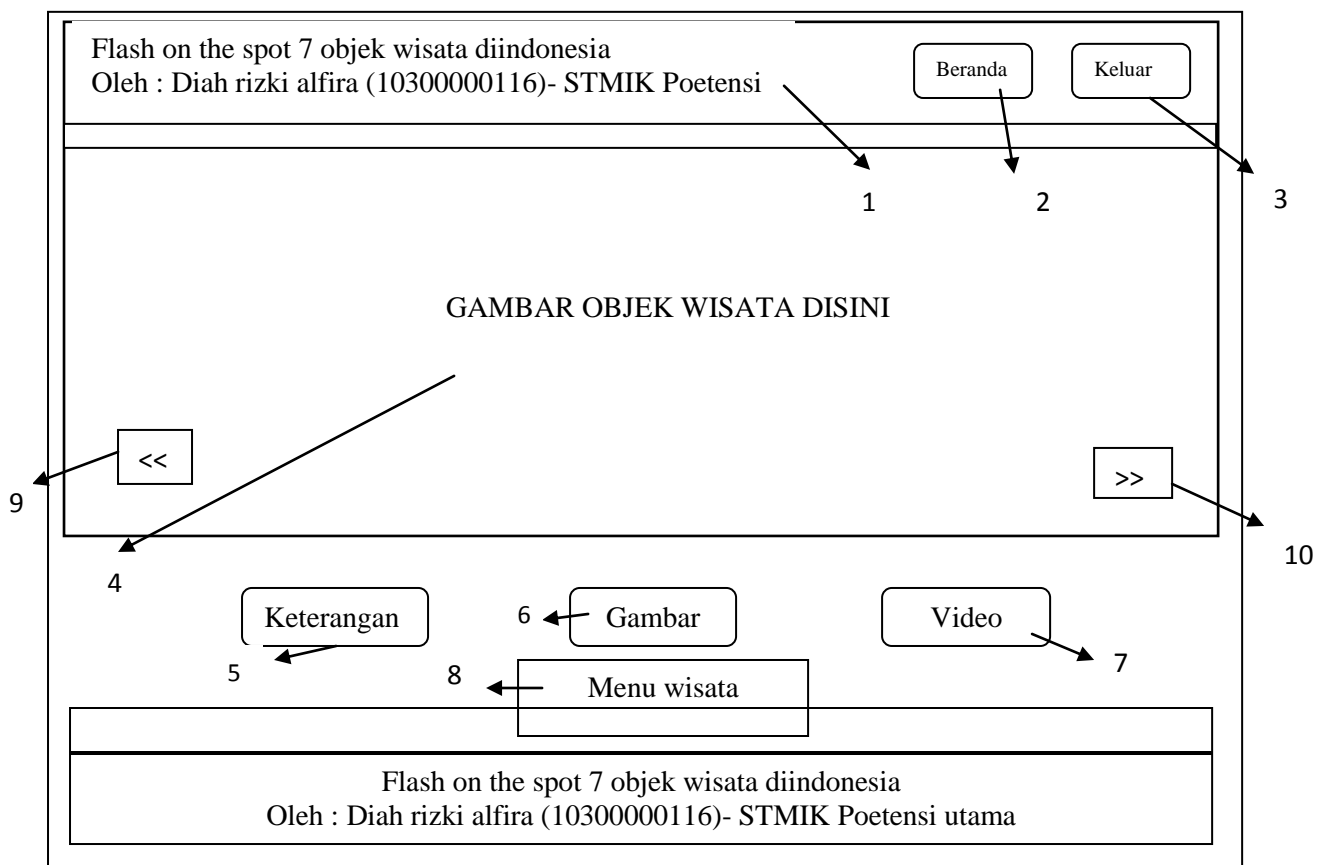 Flash on the spot 7 objek wisata diindonesia
Oleh : Diah rizki alfira (10300000116)- STMIK Poetensi
Beranda
Keluar
1
2
3
GAMBAR OBJEK WISATA DISINI
<<
>>
9
10
4
Keterangan
6
Gambar
Video
5
8
7
Menu wisata
Flash on the spot 7 objek wisata diindonesia
Oleh : Diah rizki alfira (10300000116)- STMIK Poetensi utama